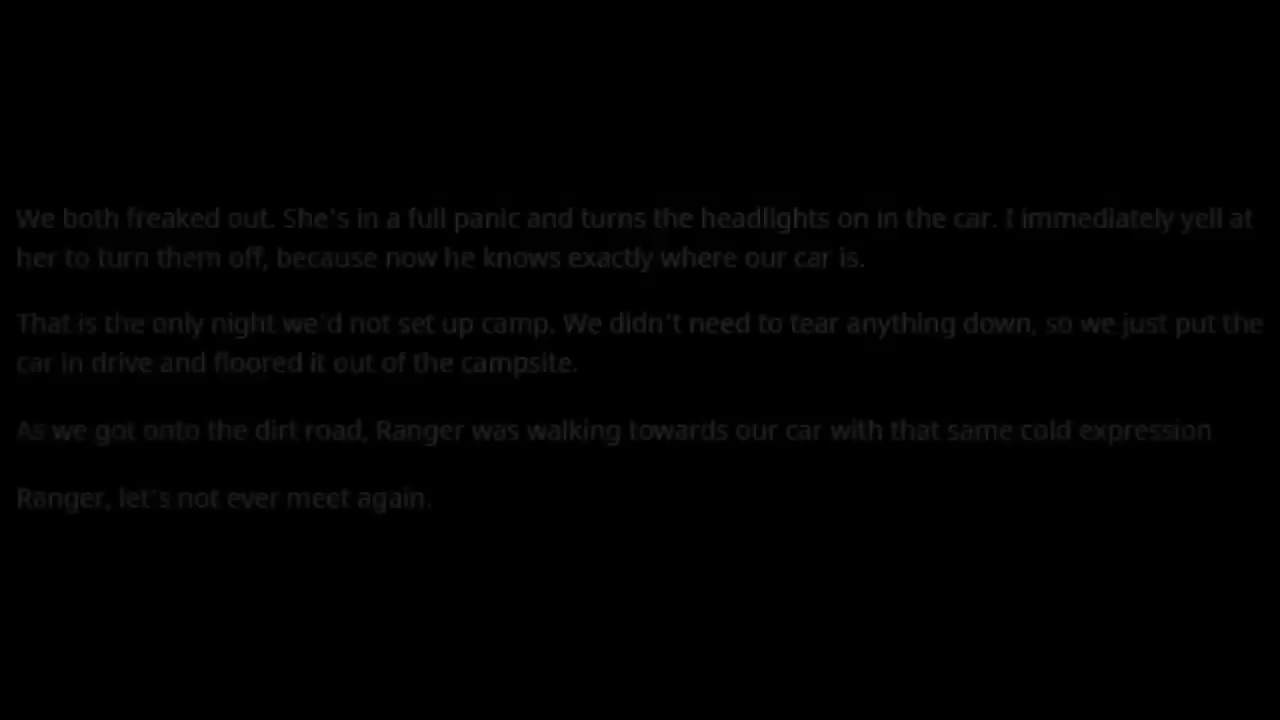 We both freaked out. She's in a full panic and turns the headlights on in the car. I immediately yell at
her to turn them off, because now he knows exactly where our car is.
That is the only night we'd not set up camp. We didn't need to tear anything down, so we just put the
car in drive and floored it out of the campsite.
As we got onto the dirt road, Ranger was walking towards our car with that same cold expression
Ranger, let's not ever meet again.